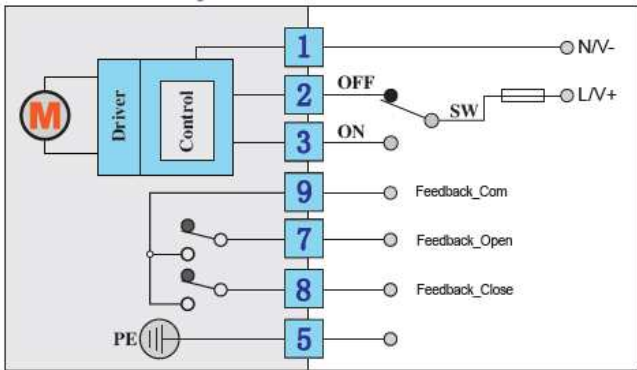 1 N/V-
M Driver Control 2 OFF SW L/V+
3 ON
9 Feedback_Com
7 Feedback_Open
8 Feedback_Close
PE 5